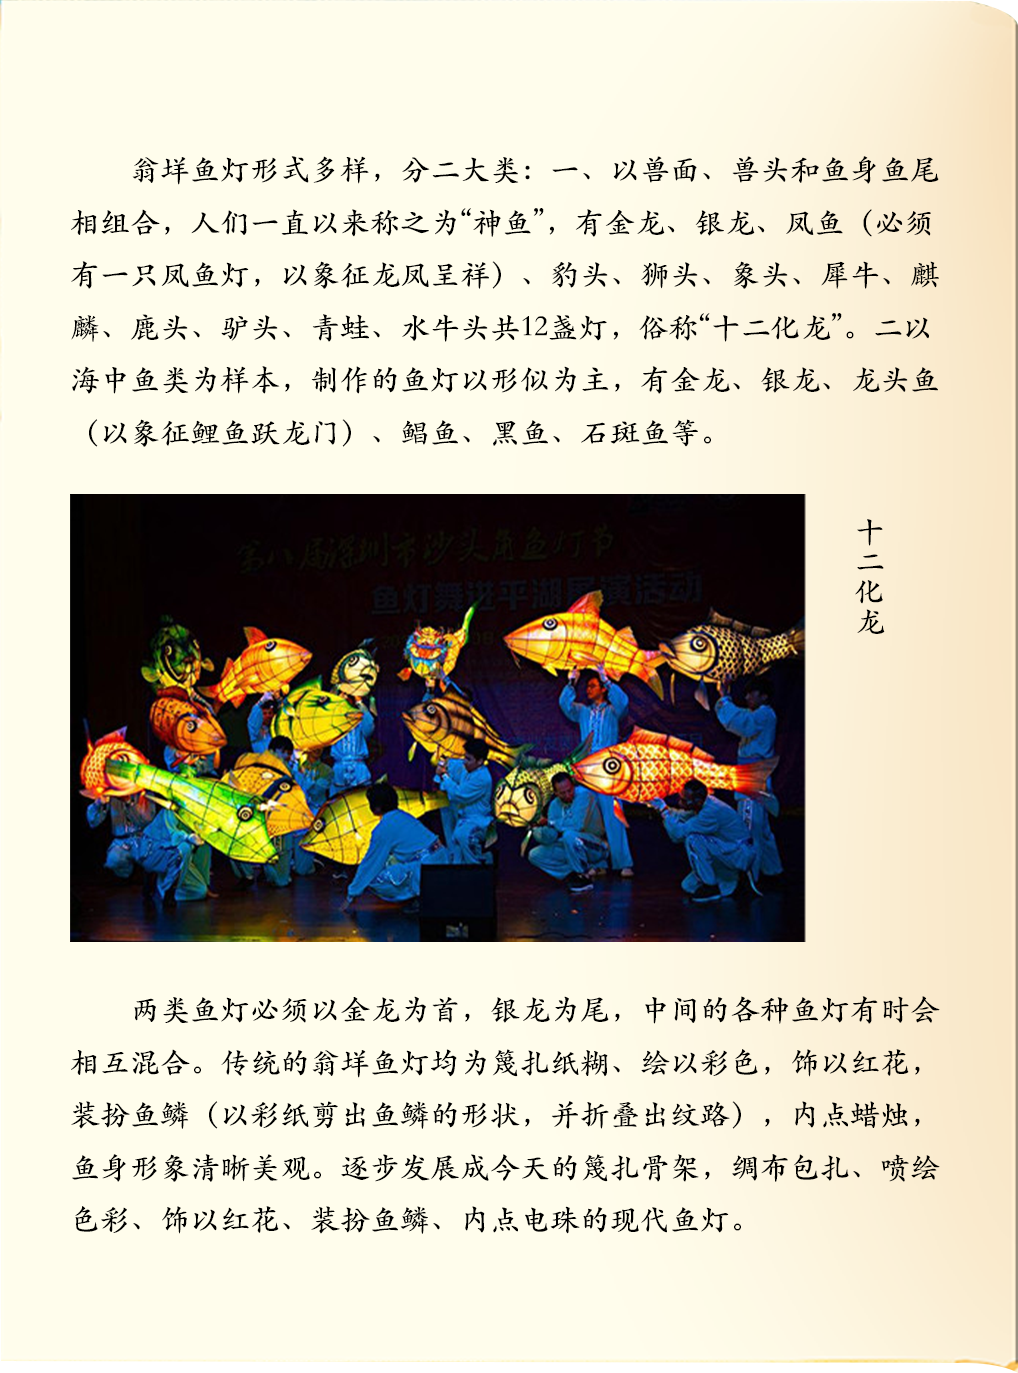 翁垟鱼灯形式多样，分二大类：一、以兽面、兽头和鱼身鱼尾
相组合，人们一直以来称之为“神鱼”，有金龙、银龙、凤鱼（必须
有一只凤鱼灯，以象征龙凤呈祥）、豹头、狮头、象头、犀牛、麒
麟、鹿头、驴头、青蛙、水牛头共12盏灯，俗称“十二化龙”。二以
海中鱼类为样本，制作的鱼灯以形似为主，有金龙、银龙、龙头鱼
（以象征鲤鱼跃龙门）、鲳鱼、黑鱼、石斑鱼等。
第八届深圳市沙头角鱼灯节
鱼灯舞进平湖展演活动
十二化龙
两类鱼灯必须以金龙为首，银龙为尾，中间的各种鱼灯有时会
相互混合。传统的翁垟鱼灯均为篾扎纸糊、绘以彩色，饰以红花，
装扮鱼鳞（以彩纸剪出鱼鳞的形状，并折叠出纹路），内点蜡烛，
鱼身形象清晰美观。逐步发展成今天的篾扎骨架，绸布包扎、喷绘
色彩、饰以红花、装扮鱼鳞、内点电珠的现代鱼灯。